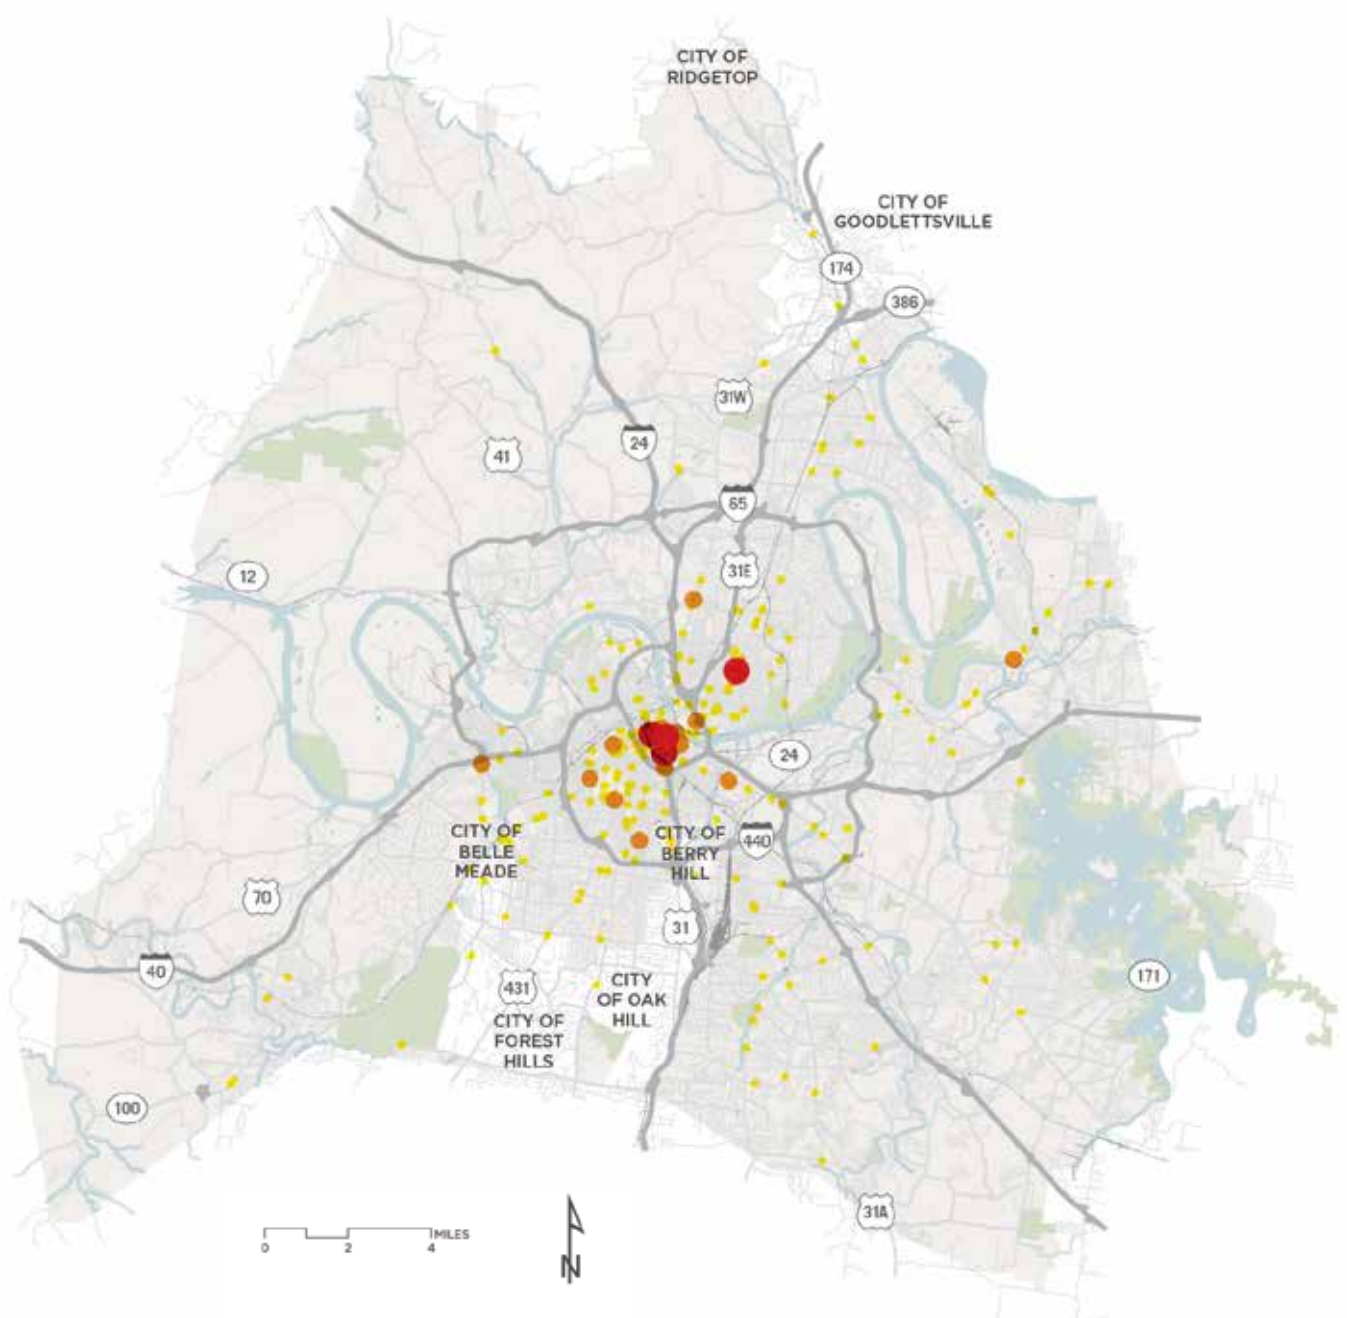 CITY OF
RIDGETOP
CITY OF
GOODLETTSVILLE
174
386
31W
24
41
65
31E
12
24
CITY OF
BELLE
MEADE
CITY OF
BERRY
HILL
440
70
31
40
431
CITY
OF OAK
HILL
171
CITY OF
FOREST
HILLS
100
31A
MILES
0
2
4
N